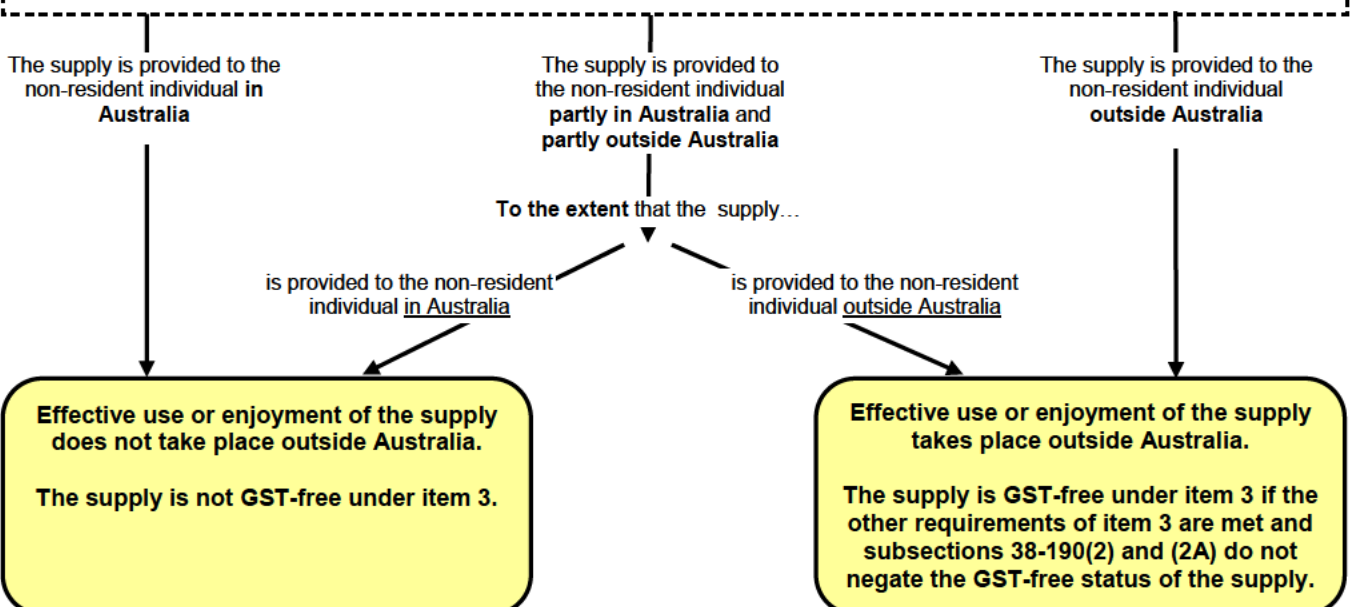 The supply is provided to the
non-resident individual in
Australia
The supply is provided to
the non-resident individual
partly in Australia and
partly outside Australia
The supply is provided to the
non-resident individual
outside Australia
To the extent that the  supply…
is provided to the non-resident
individual in Australia
is provided to the non-resident
individual outside Australia
Effective use or enjoyment of the supply
does not take place outside Australia.
The supply is not GST-free under item 3.
Effective use or enjoyment of the supply
takes place outside Australia.
The supply is GST-free under item 3 if the
other requirements of item 3 are met and
subsections 38-190(2) and (2A) do not
negate the GST-free status of the supply.